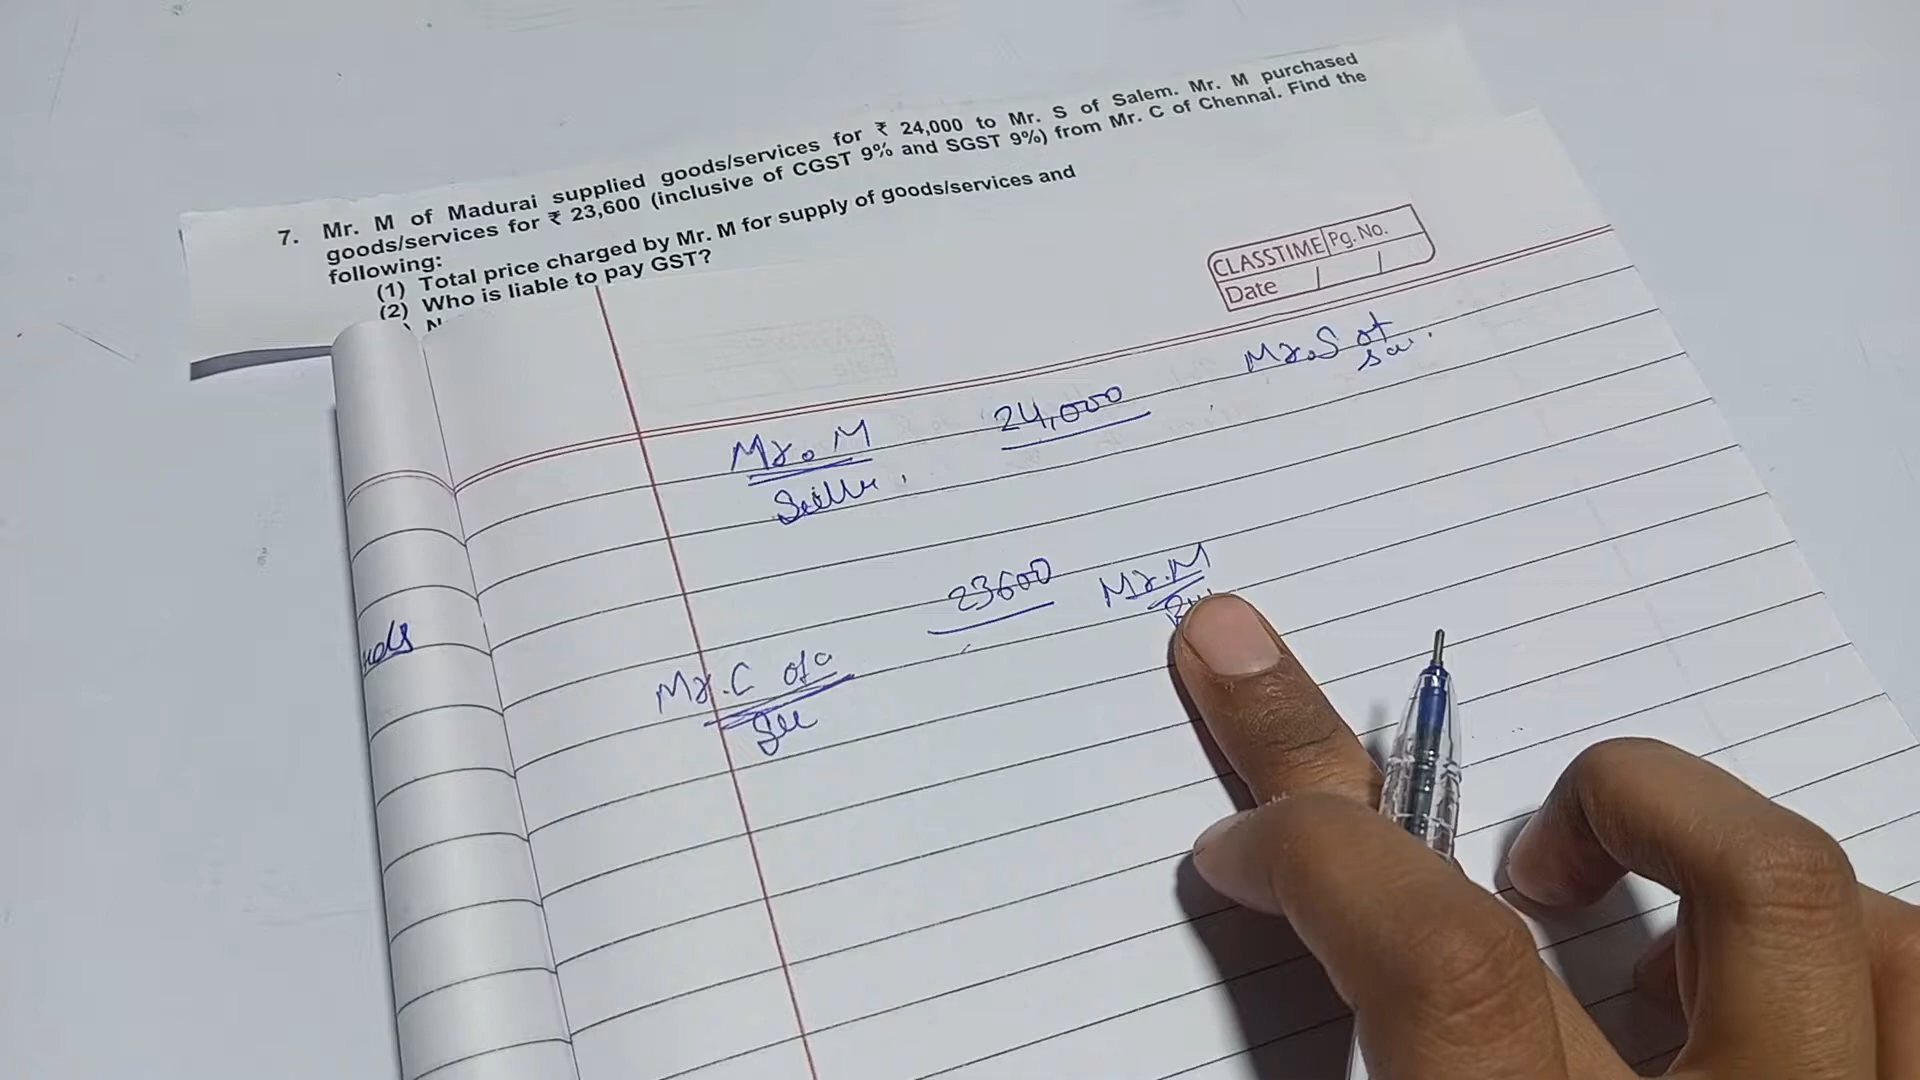 7. Mr. M of Madurai supplied goods/services for ₹ 24,000 to Mr. S of Salem. Mr. M purchased
goods/services for ₹ 23,600 (inclusive of CGST 9% and SGST 9%) from Mr. C of Chennai. Find the
following:
(1) Total price charged by Mr. M for supply of goods/services and
(2) Who is liable to pay GST?
CLASSTIME Pg. No.
Date / /
Mr. S of
Mr. M 24,000
23600 Mr. M
Mr. C of